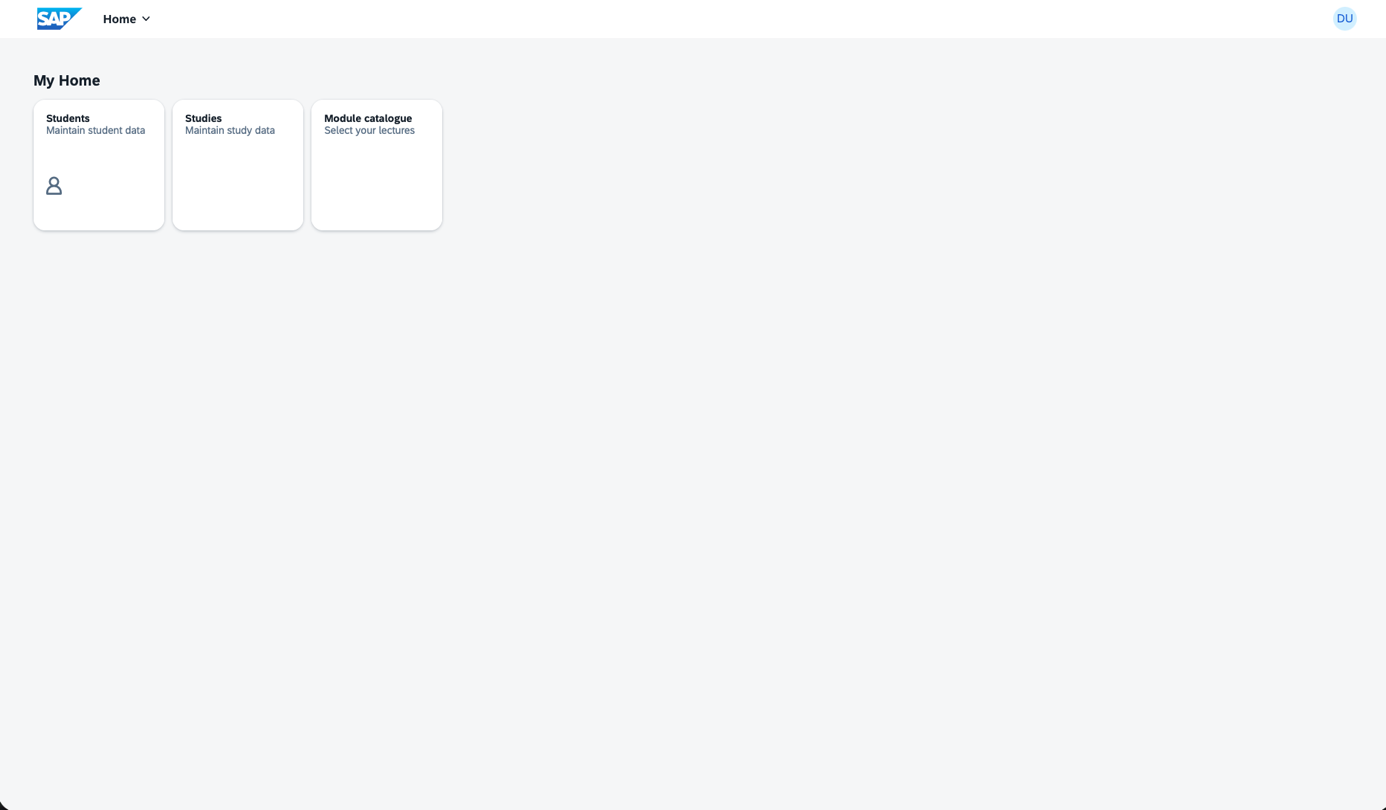 SAP
Home
DU
My Home
Students
Maintain student data
Studies
Maintain study data
Module catalogue
Select your lectures